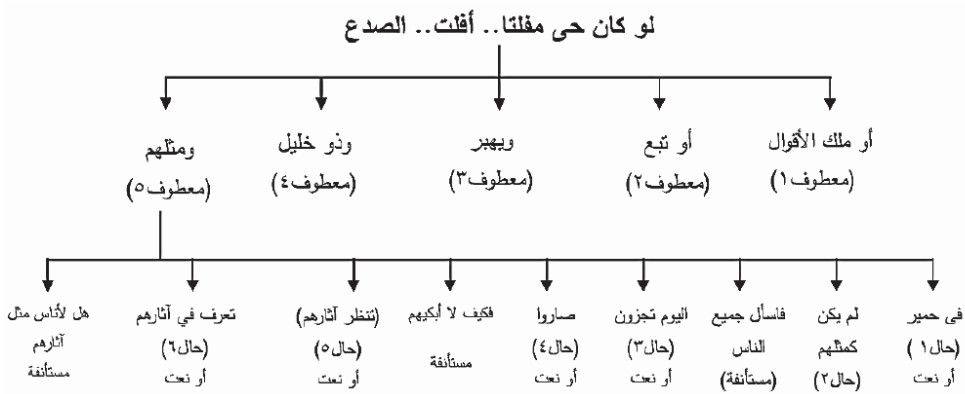 لو كان حى مفلتا.. أفلت.. الصدع
أو ملك الأقوال
(معطوف١)
أو تبع
(معطوف٢)
ويهبر
(معطوف٣)
وذو خليل
(معطوف٤)
ومثلهم
(معطوف٥)
فى حمير
(حال١)
أو نعت
لم يكن
كمثلهم
(حال٢)
فاسأل جميع
الناس
(مستأنفة)
اليوم تجزون
(حال٣)
أو نعت
صاروا
(حال٤)
أو نعت
فكيف لا أبكيهم
مستأنفة
(تنظر آثارهم)
(حال٥)
أو نعت
تعرف في آثارهم
(حال٦)
أو نعت
هل لأناس مثل
آثارهم
مستأنفة